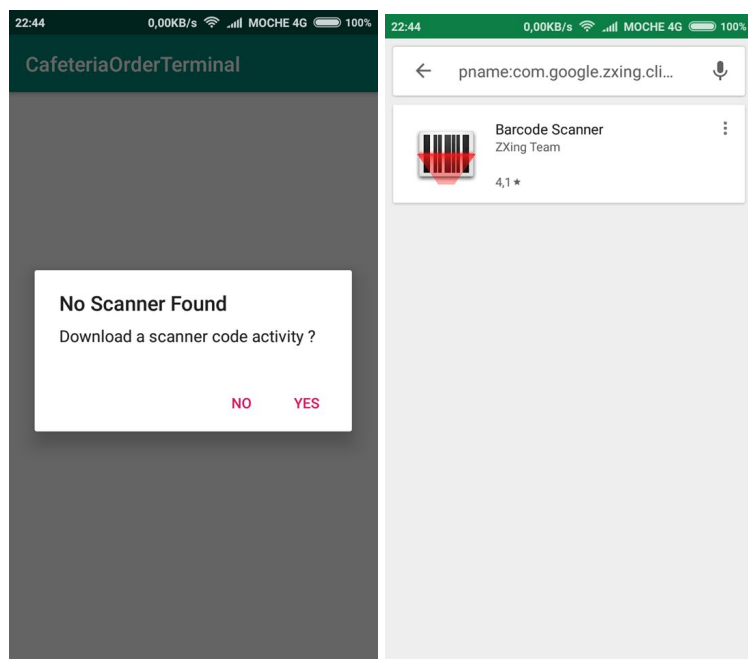 22:44 0,00KB/s MOCHE 4G 100%
CafeteriaOrderTerminal
No Scanner Found
Download a scanner code activity ?
NO YES
22:44 0,00KB/s MOCHE 4G 100%
pname:com.google.zxing.cli...
Barcode Scanner
ZXing Team
4,1★